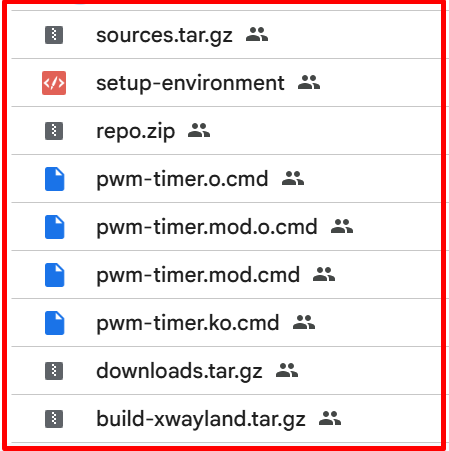 sources.tar.gz
setup-environment
repo.zip
pwm-timer.o.cmd
pwm-timer.mod.o.cmd
pwm-timer.mod.cmd
pwm-timer.ko.cmd
downloads.tar.gz
build-xwayland.tar.gz